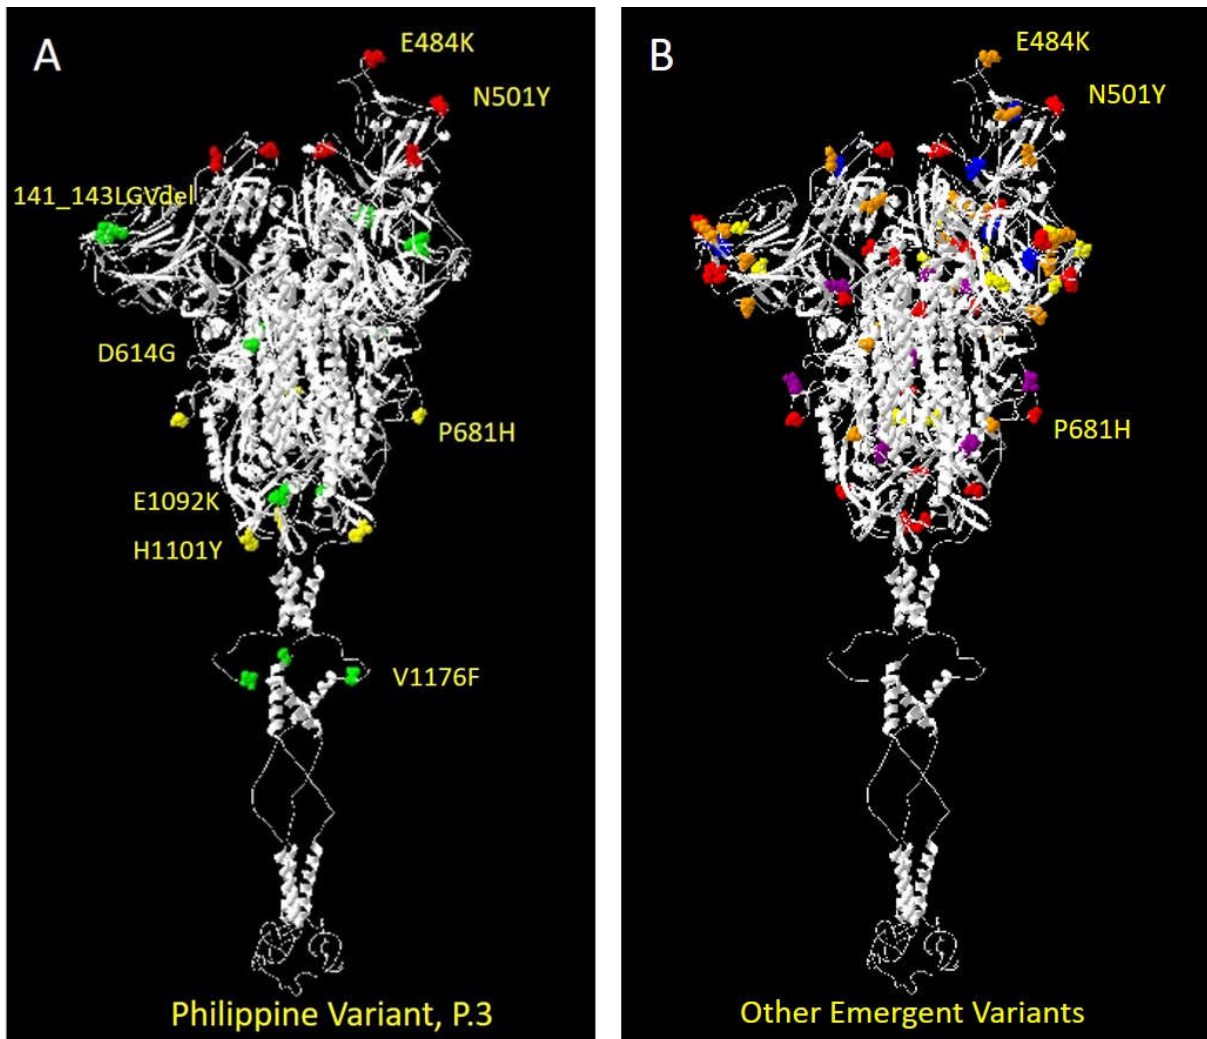 A
E484K
N501Y
141_143LGVdel
D614G
P681H
E1092K
H1101Y
V1176F
Philippine Variant, P.3
B
E484K
N501Y
P681H
Other Emergent Variants